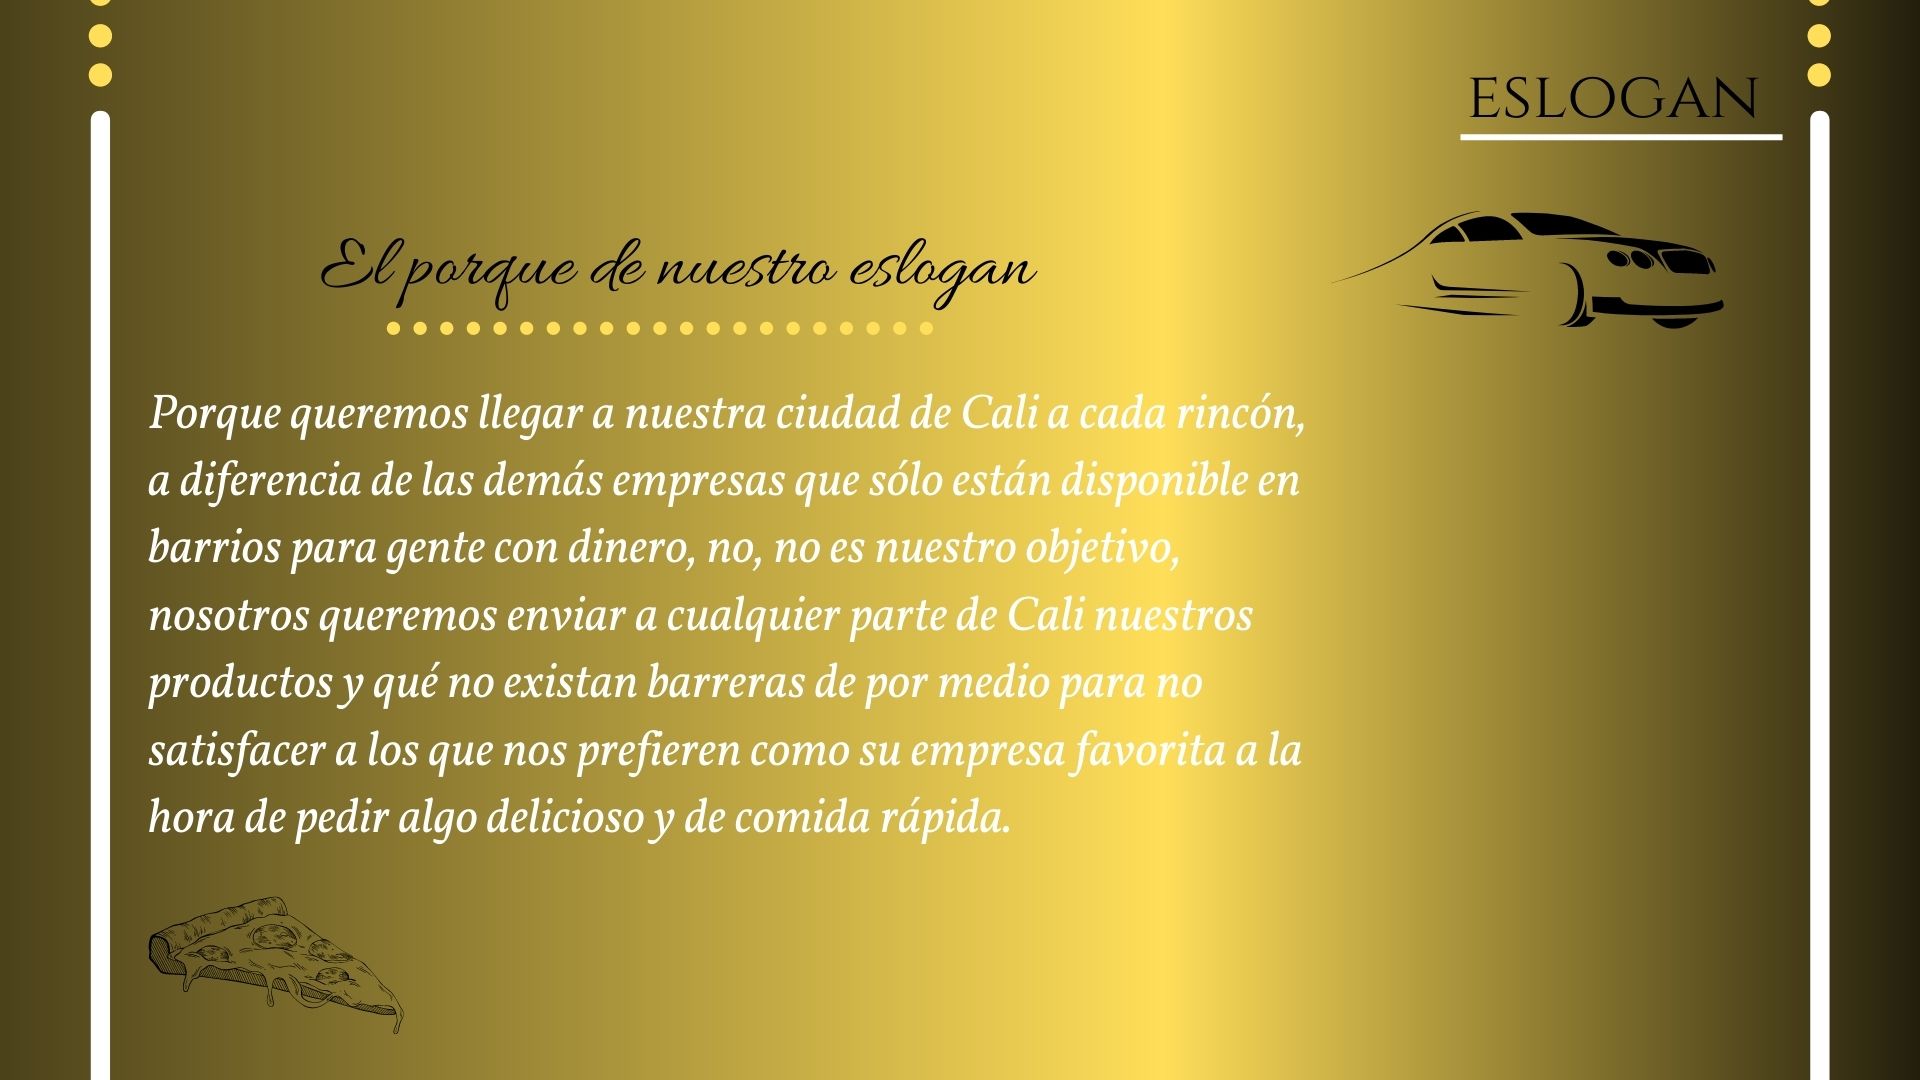 ESLOGAN
El porque de nuestro eslogan
Porque queremos llegar a nuestra ciudad de Cali a cada rincón,
a diferencia de las demás empresas que sólo están disponible en
barrios para gente con dinero, no, no es nuestro objetivo,
nosotros queremos enviar a cualquier parte de Cali nuestros
productos y qué no existan barreras de por medio para no
satisfacer a los que nos prefieren como su empresa favorita a la
hora de pedir algo delicioso y de comida rápida.